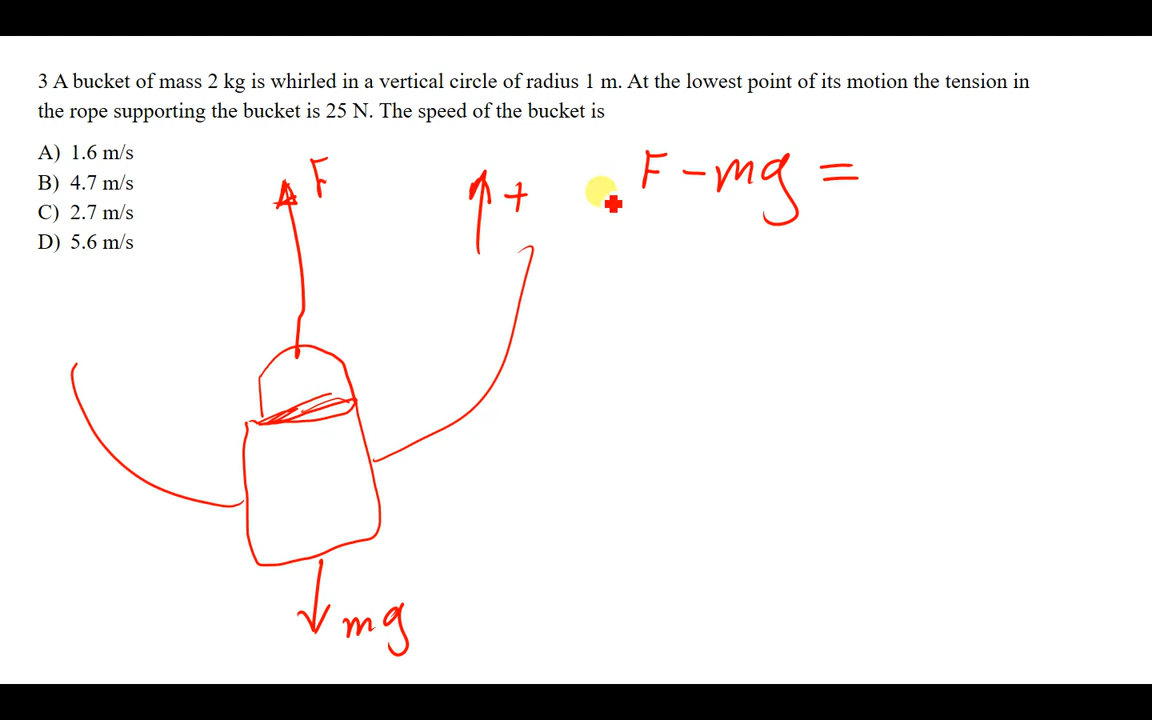 3 A bucket of mass 2 kg is whirled in a vertical circle of radius 1 m. At the lowest point of its motion the tension in
the rope supporting the bucket is 25 N. The speed of the bucket is
A) 1.6 m/s
B) 4.7 m/s
C) 2.7 m/s
D) 5.6 m/s
F
+
F - mg =
mg